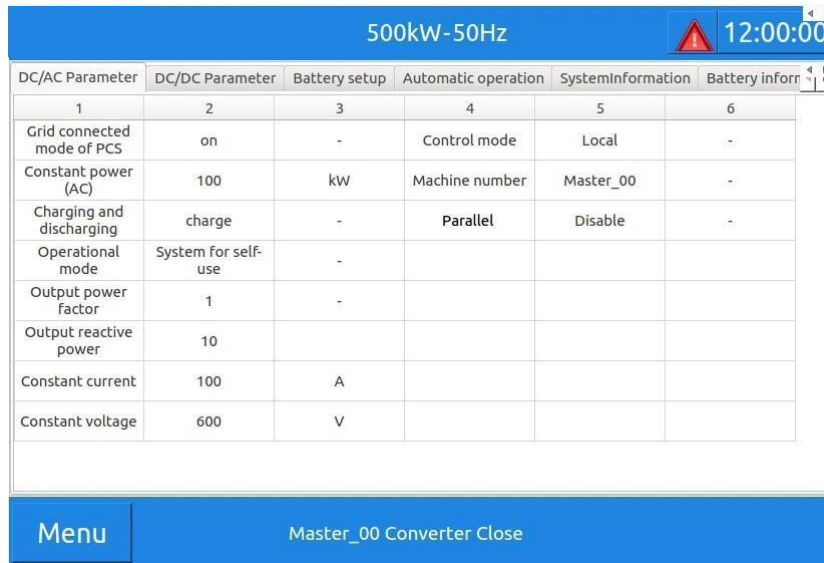 500kW-50Hz
12:00:00
DC/AC Parameter DC/DC Parameter Battery setup Automatic operation SystemInformation Battery inforn
1 2 3 4 5 6
Grid connected
mode of PCS on - Control mode Local -
Constant power
(AC) 100 kW Machine number Master_00 -
Charging and
discharging charge - Parallel Disable -
Operational
mode System for self-
use -
Output power
factor 1 -
Output reactive
power 10
Constant current 100 A
Constant voltage 600 V
Menu Master_00 Converter Close